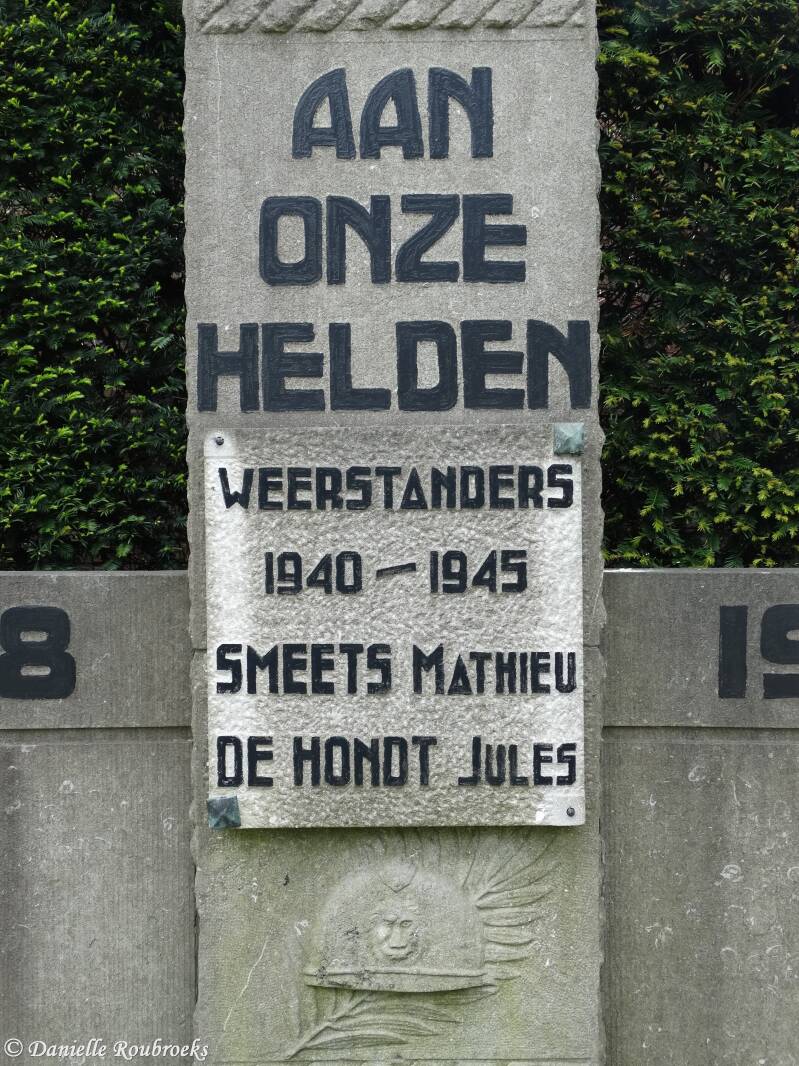 AAN
ONZE
HELDEN
WEERSTANDERS
1940 – 1945
8
19
SMEETS MATHIEU
DE HONDT JULES
© Danielle Roubroeks